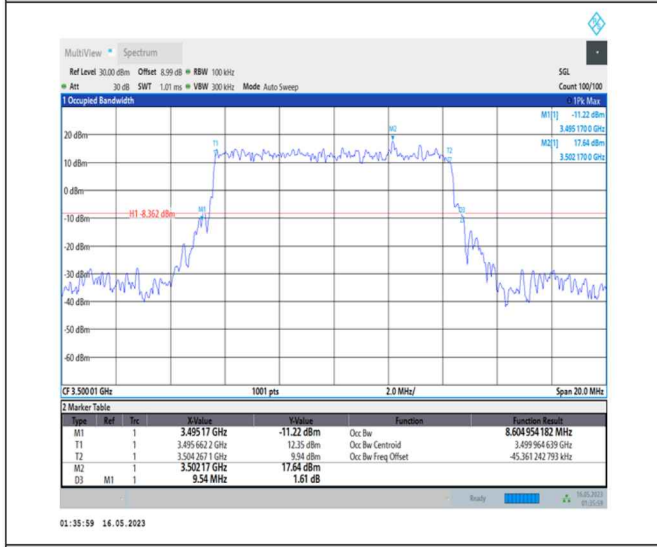 MultiView Spectrum
Ref Level 30.00 dBm Offset 8.99 dB RBW 100 kHz SGL
Att 30 dB SWT 1.01 ms VBW 300 kHz Mode Auto Sweep Count 100/100
1 Occupied Bandwidth 1Pk Max
M1[1] -11.22 dBm
3.495 170 0 GHz
M2[1] 17.64 dBm
3.502 170 0 GHz
M2
20 dBm
T1
T2
10 dBm
0 dBm
M1
D3
H1 -8.362 dBm
-10 dBm
-20 dBm
-30 dBm
-40 dBm
-50 dBm
-60 dBm
CF 3.500 01 GHz 1001 pts 2.0 MHz/ Span 20.0 MHz
2 Marker Table
Type Ref Trc X-Value Y-Value Function Function Result
M1 1 3.495 17 GHz -11.22 dBm Occ Bw 8.604 954 182 MHz
T1 1 3.495 662 2 GHz 12.35 dBm Occ Bw Centroid 3.499 964 639 GHz
T2 1 3.504 267 1 GHz 9.94 dBm Occ Bw Freq Offset -45.361 242 793 kHz
M2 1 3.502 17 GHz 17.64 dBm
D3 M1 1 9.54 MHz 1.61 dB
Ready 16.05.2023
01:35:59
01:35:59 16.05.2023